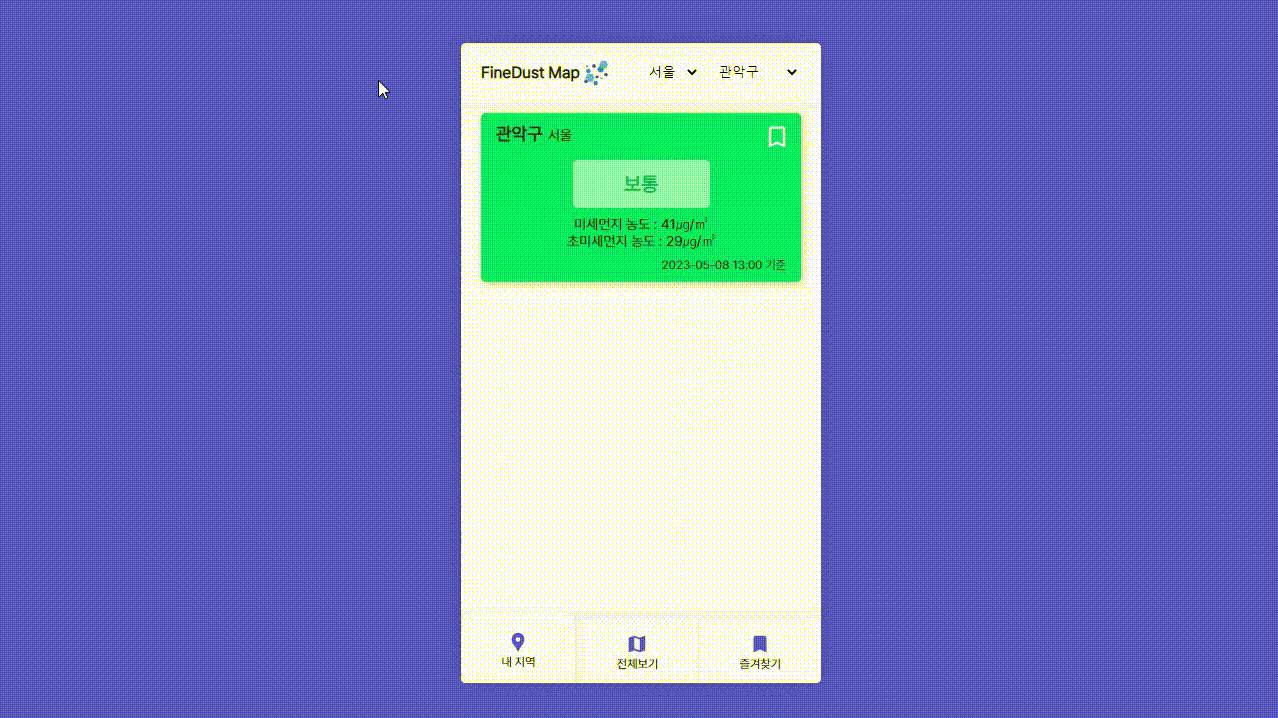 FineDust Map 서울 관악구
관악구 서울
보통
미세먼지 농도 : 41㎍/㎥
초미세먼지 농도 : 29㎍/㎥
2023-05-08 13:00 기준
내 지역 전체보기 즐겨찾기